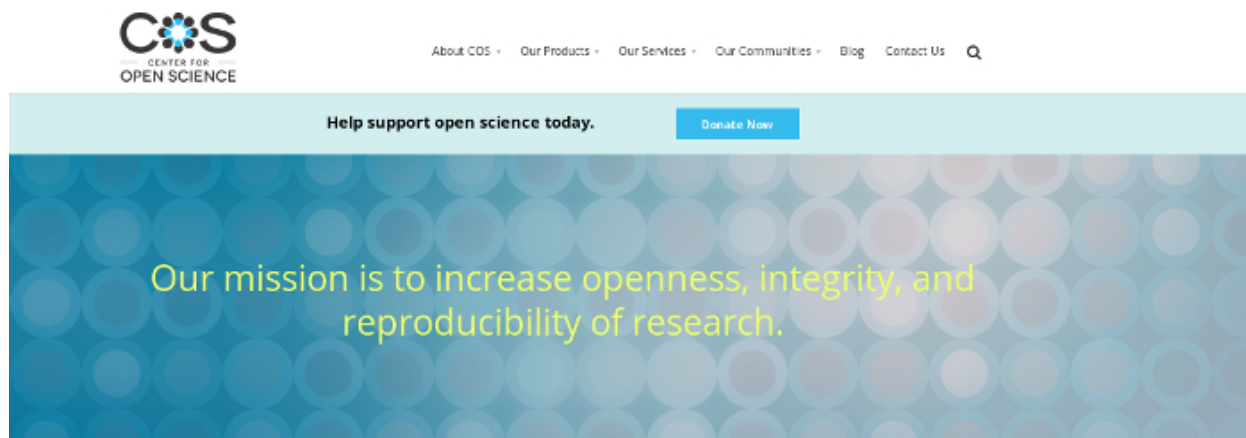 COS
CENTER FOR
OPEN SCIENCE
About COS
Our Products
Our Services
Our Communities
Blog
Contact Us
Help support open science today.
Donate Now
Our mission is to increase openness, integrity, and
reproducibility of research.